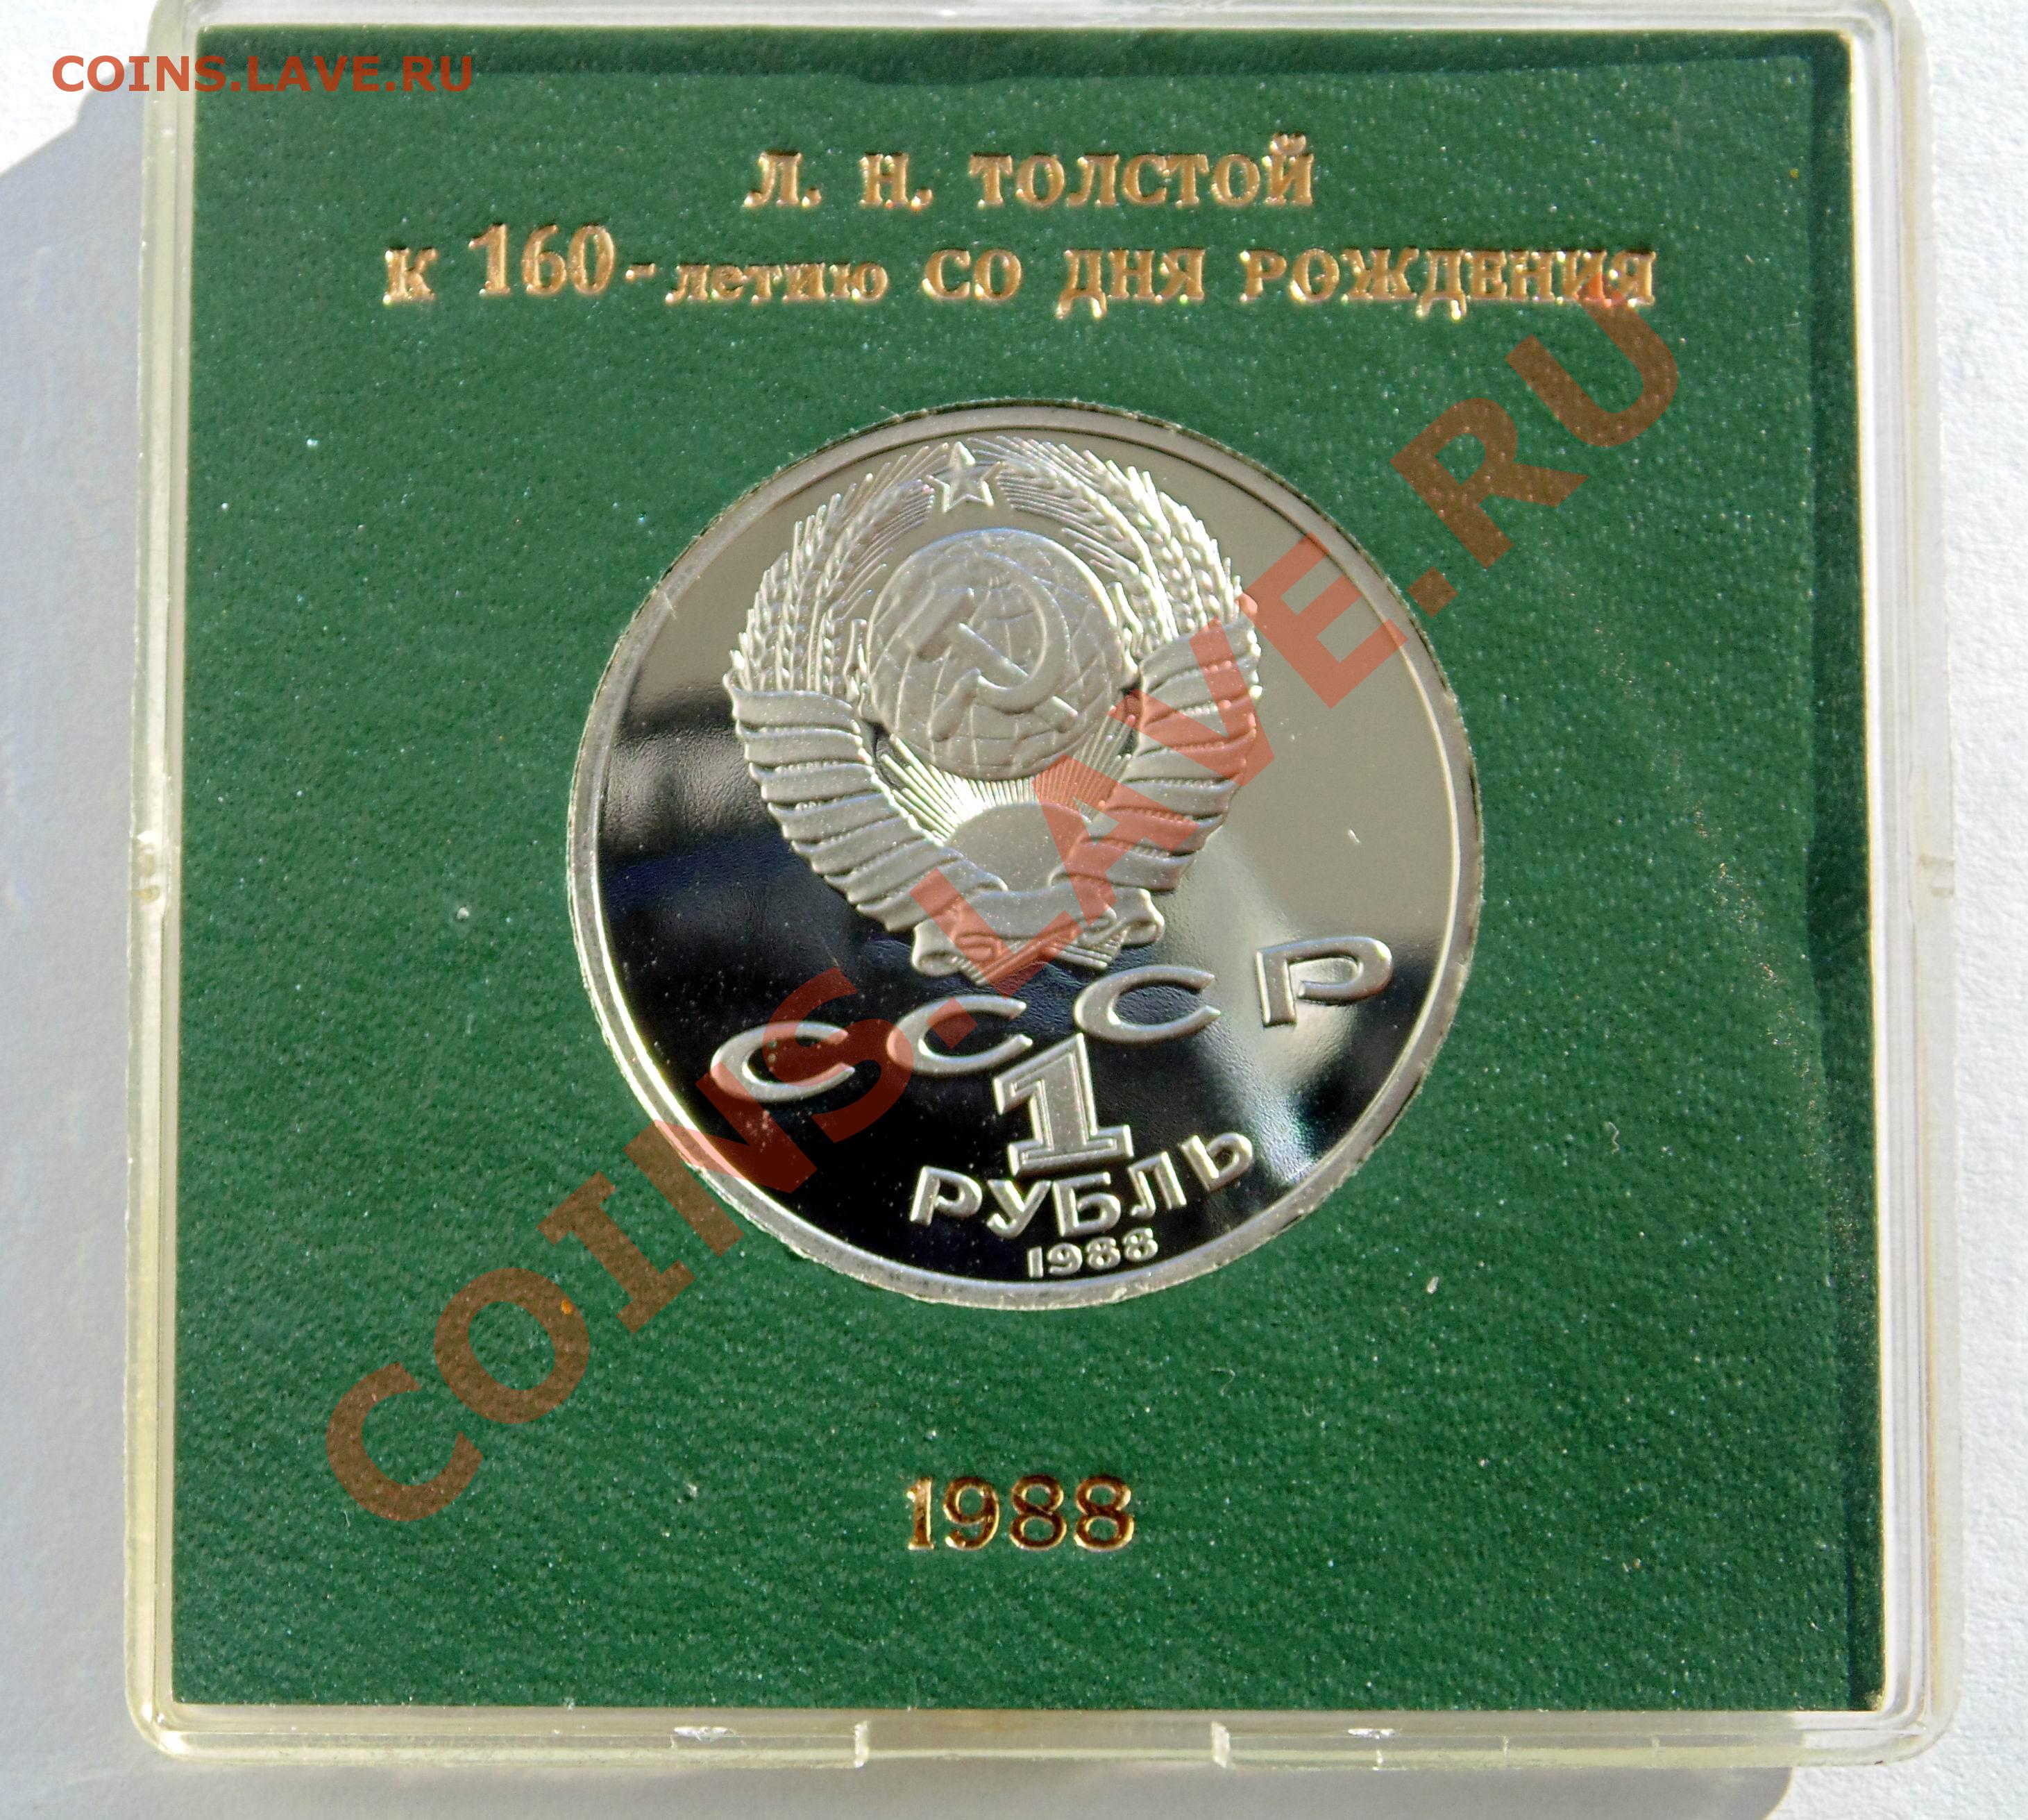 COINS.LAVE.RU
Л. Н. ТОЛСТОЙ
К 160-летию СО ДНЯ РОЖДЕНИЯ
COINS.LAVE.RU
СССР
1
РУБЛЬ
1988
1988